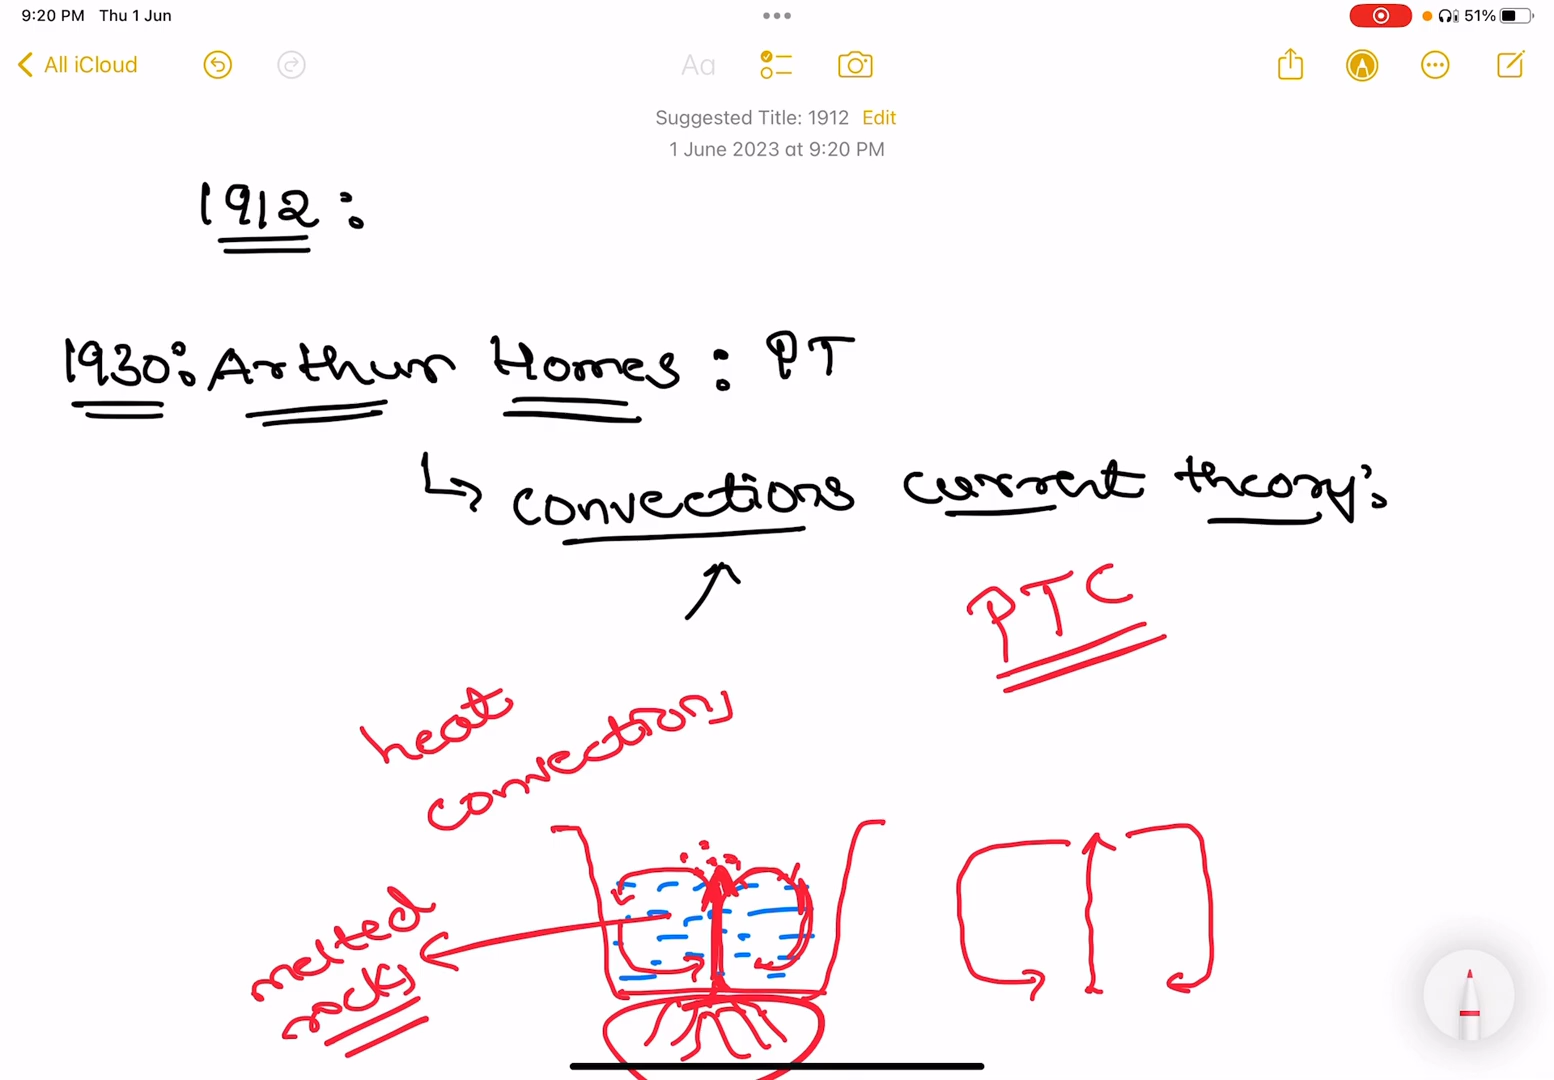 9:20 PM Thu 1 Jun
51%
All iCloud
Aa
Suggested Title: 1912 Edit
1 June 2023 at 9:20 PM
1912:
1930: Arthur Homes: PT
convections current theory:
PTC
heat
convections
melted
rocks